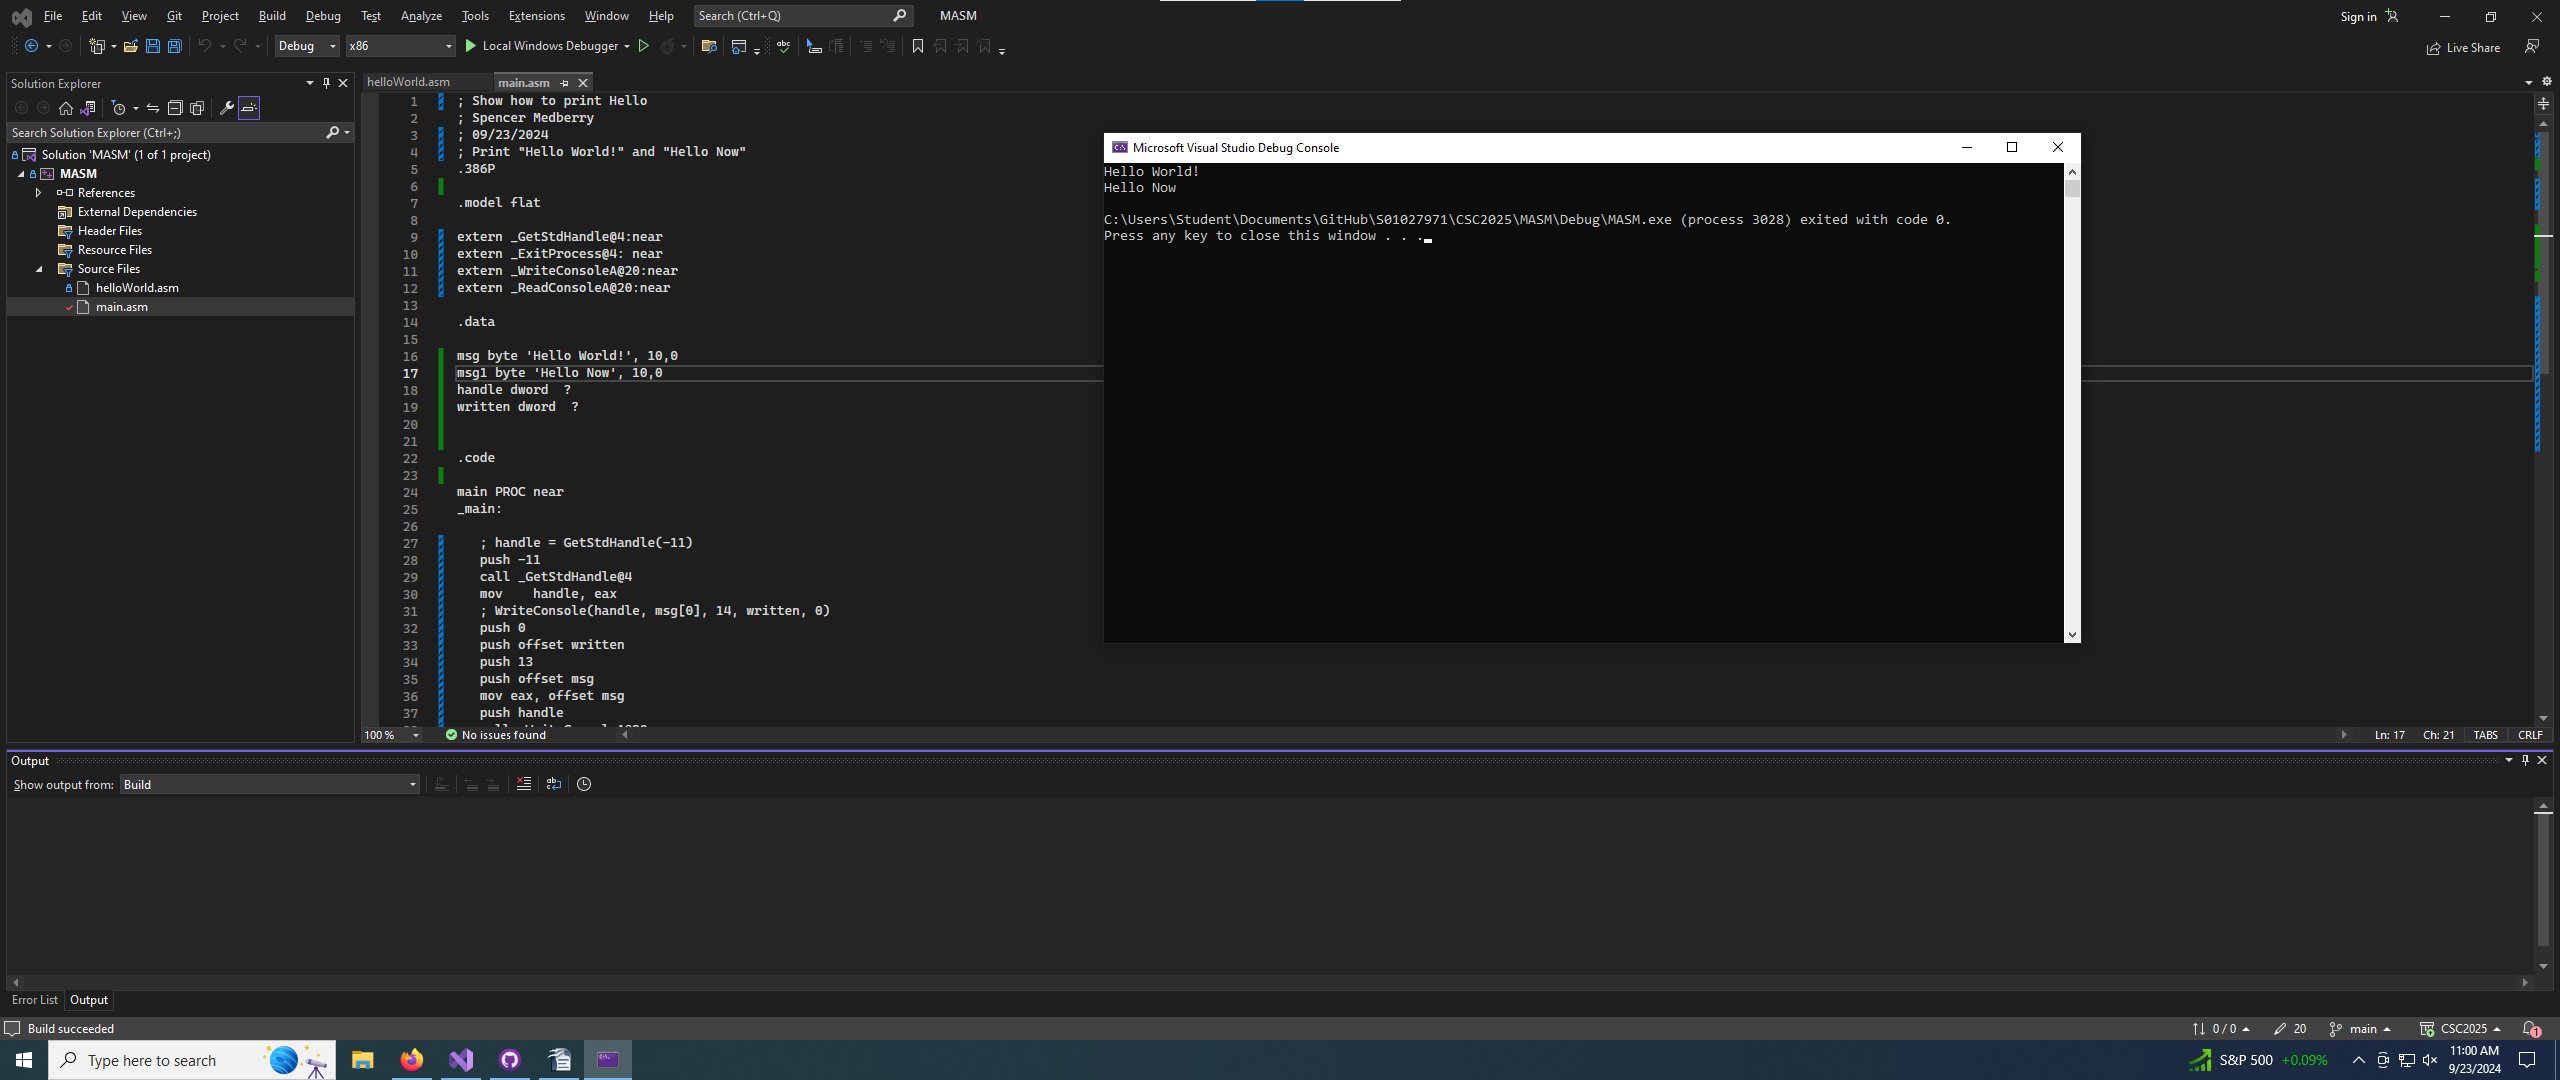 File Edit View Git Project Build Debug Test Analyze Tools Extensions Window Help Search (Ctrl+Q) MASM Sign in
Debug x86 Local Windows Debugger Live Share
Solution Explorer
Search Solution Explorer (Ctrl+;)
Solution 'MASM' (1 of 1 project)
MASM
References
External Dependencies
Header Files
Resource Files
Source Files
helloWorld.asm
main.asm
helloWorld.asm main.asm
1 ; Show how to print Hello
2 ; Spencer Medberry
3 ; 09/23/2024
4 ; Print "Hello World!" and "Hello Now"
5 .386P
6
7 .model flat
8
9 extern _GetStdHandle@4:near
10 extern _ExitProcess@4: near
11 extern _WriteConsoleA@20:near
12 extern _ReadConsoleA@20:near
13
14 .data
15
16 msg byte 'Hello World!', 10,0
17 msg1 byte 'Hello Now', 10,0
18 handle dword ?
19 written dword ?
20
21
22 .code
23
24 main PROC near
25 _main:
26
27 ; handle = GetStdHandle(-11)
28 push -11
29 call _GetStdHandle@4
30 mov handle, eax
31 ; WriteConsole(handle, msg[0], 14, written, 0)
32 push 0
33 push offset written
34 push 13
35 push offset msg
36 mov eax, offset msg
37 push handle
100 % No issues found Ln: 17 Ch: 21 TABS CRLF
Microsoft Visual Studio Debug Console
Hello World!
Hello Now
C:\Users\Student\Documents\GitHub\S01027971\CSC2025\MASM\Debug\MASM.exe (process 3028) exited with code 0.
Press any key to close this window . . .
Output
Show output from: Build
Error List Output
Build succeeded 0 / 0 20 main CSC2025 1
Type here to search S&P 500 +0.09% 11:00 AM
9/23/2024